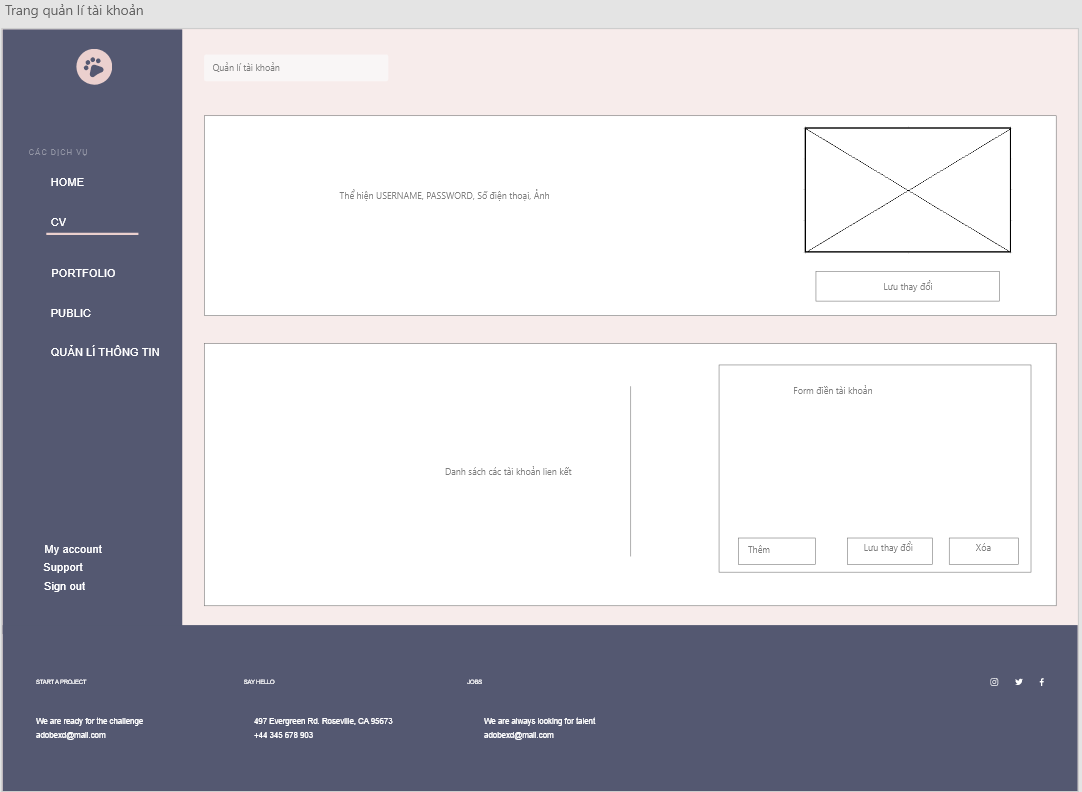 Trang quản lí tài khoản
Quản lí tài khoản
CÁC DỊCH VỤ
HOME
CV
PORTFOLIO
PUBLIC
QUẢN LÍ THÔNG TIN
My account
Support
Sign out
Thể hiện USERNAME, PASSWORD, Số điện thoại, Ảnh
Lưu thay đổi
Danh sách các tài khoản lien kết
Form điền tài khoản
Thêm
Lưu thay đổi
Xóa
START A PROJECT
We are ready for the challenge
adobexd@mail.com
SAY HELLO
497 Evergreen Rd. Roseville, CA 95673
+44 345 678 903
JOBS
We are always looking for talent
adobexd@mail.com